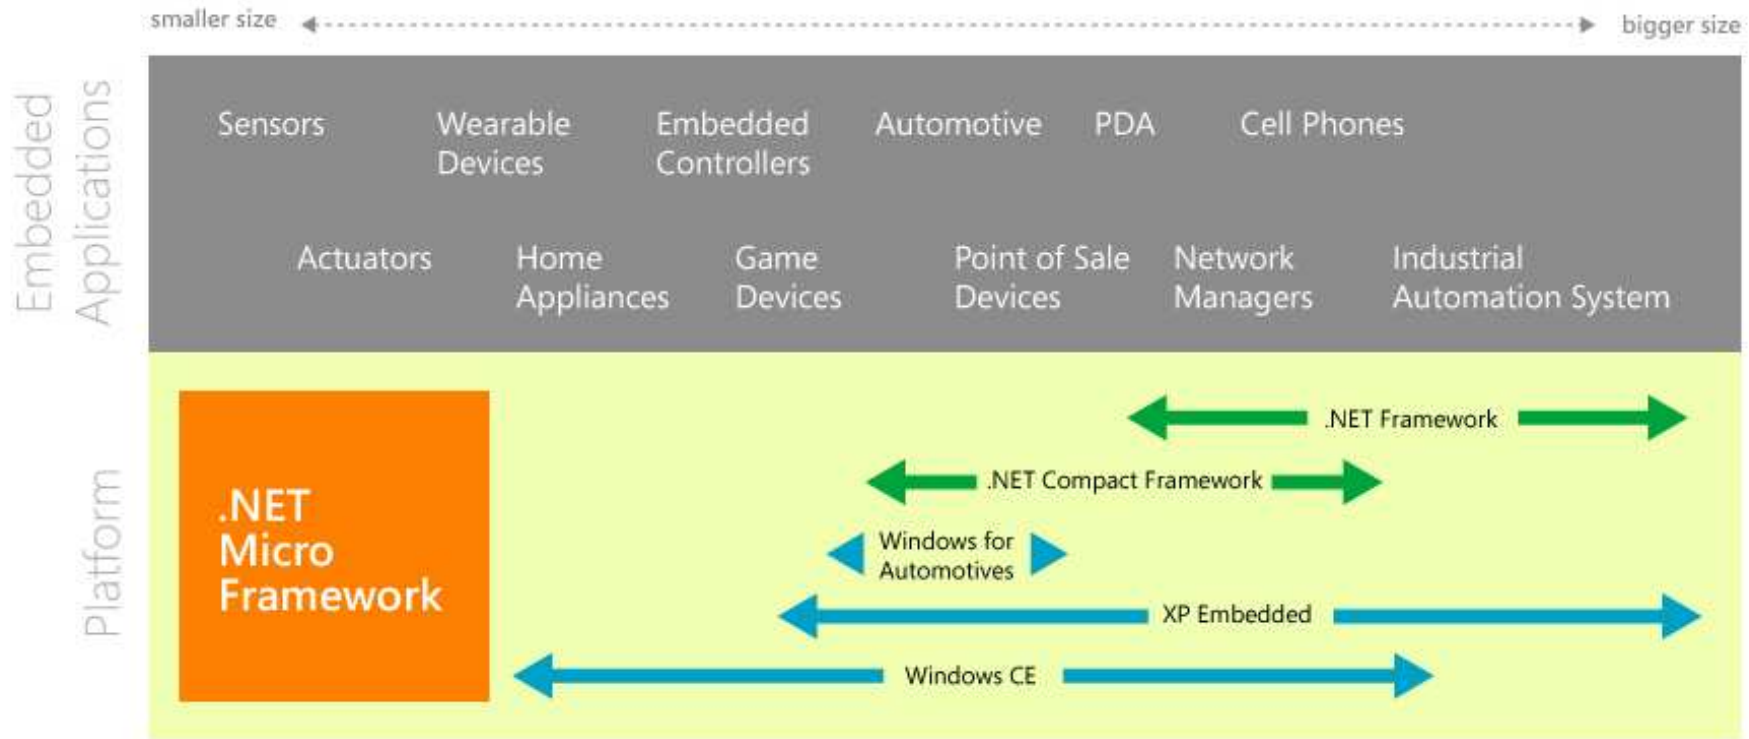 smaller size
bigger size
Embedded
Applications
Sensors
Wearable
Devices
Embedded
Controllers
Automotive
PDA
Cell Phones
Actuators
Home
Appliances
Game
Devices
Point of Sale
Devices
Network
Managers
Industrial
Automation System
Platform
.NET
Micro
Framework
.NET Framework
.NET Compact Framework
Windows for
Automotives
XP Embedded
Windows CE